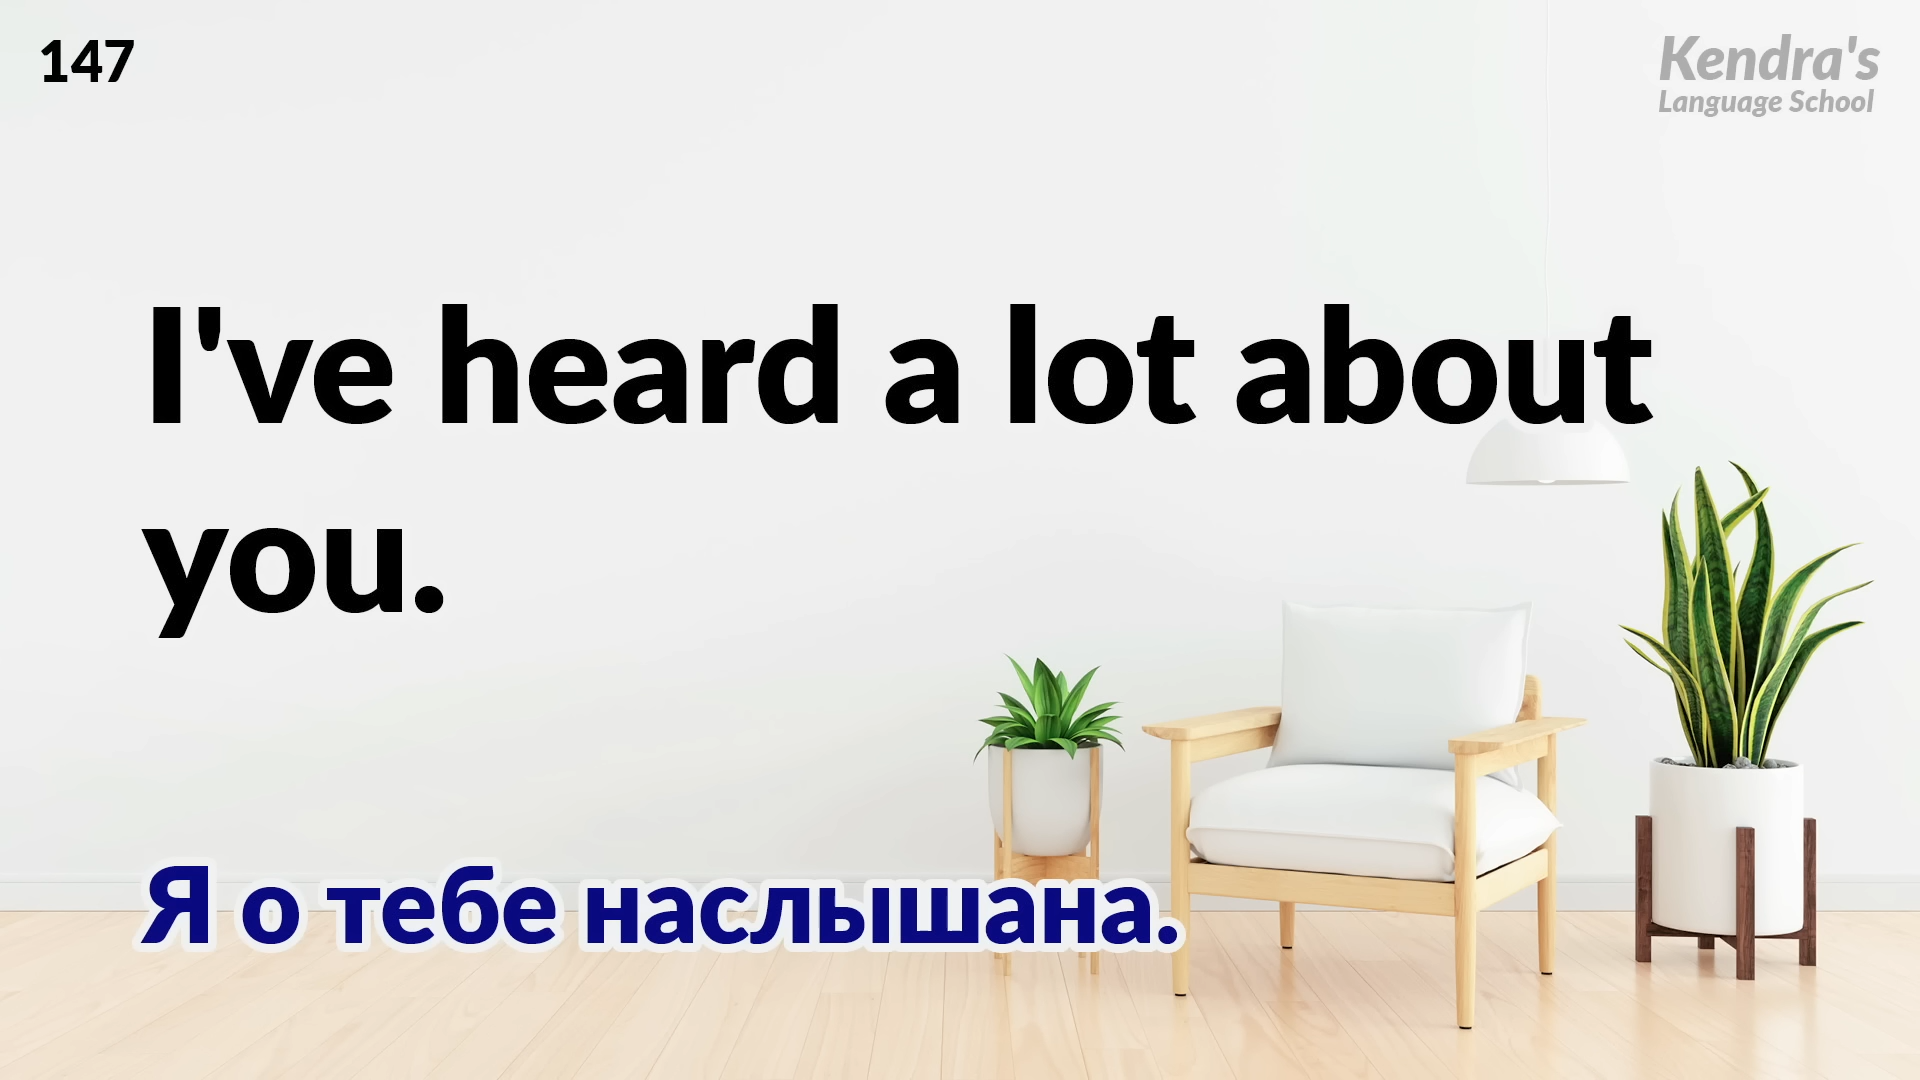 147
Kendra's
Language School
I've heard a lot about
you.
Я о тебе наслышана.